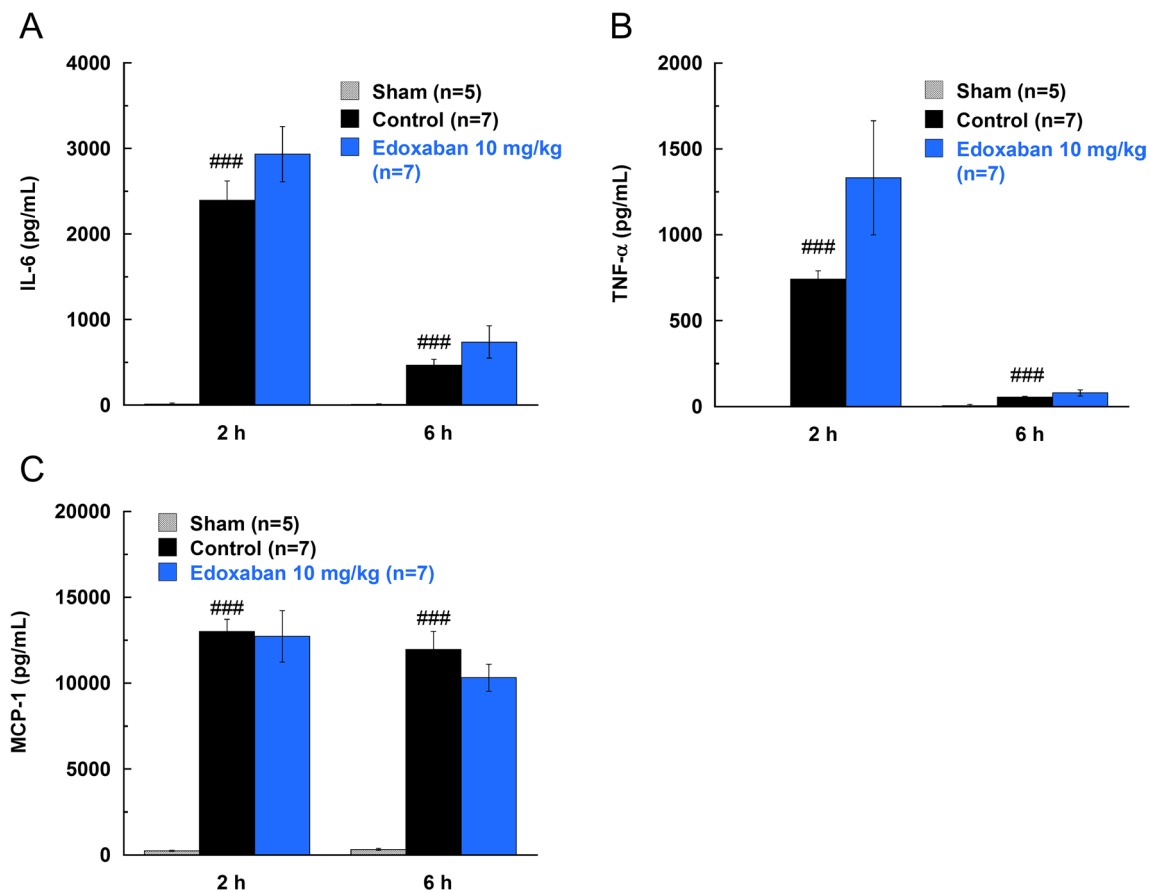 A
IL-6 (pg/mL)
4000
3000
2000
1000
0
Sham (n=5)
Control (n=7)
Edoxaban 10 mg/kg
(n=7)
###
###
2 h
6 h
B
TNF-α (pg/mL)
2000
1500
1000
500
0
Sham (n=5)
Control (n=7)
Edoxaban 10 mg/kg
(n=7)
###
###
2 h
6 h
C
MCP-1 (pg/mL)
20000
15000
10000
5000
0
Sham (n=5)
Control (n=7)
Edoxaban 10 mg/kg (n=7)
###
###
2 h
6 h